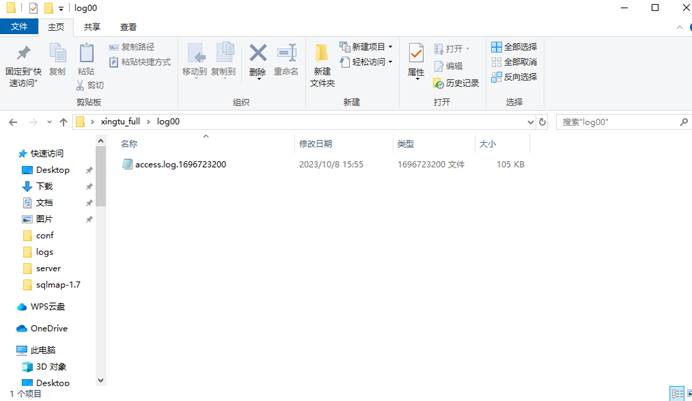 log00
文件
主页
共享
查看
固定到"快速访问"
复制
粘贴
复制路径
粘贴快捷方式
剪切
剪贴板
移动到
复制到
删除
重命名
组织
新建文件夹
新建项目
轻松访问
新建
属性
打开
编辑
历史记录
打开
全部选择
全部取消
反向选择
选择
xingtu_full > log00
搜索"log00"
名称
修改日期
类型
大小
access.log.1696723200
2023/10/8 15:55
1696723200 文件
105 KB
快速访问
Desktop
下载
文档
图片
conf
logs
server
sqlmap-1.7
WPS云盘
OneDrive
此电脑
3D 对象
Desktop
1 个项目